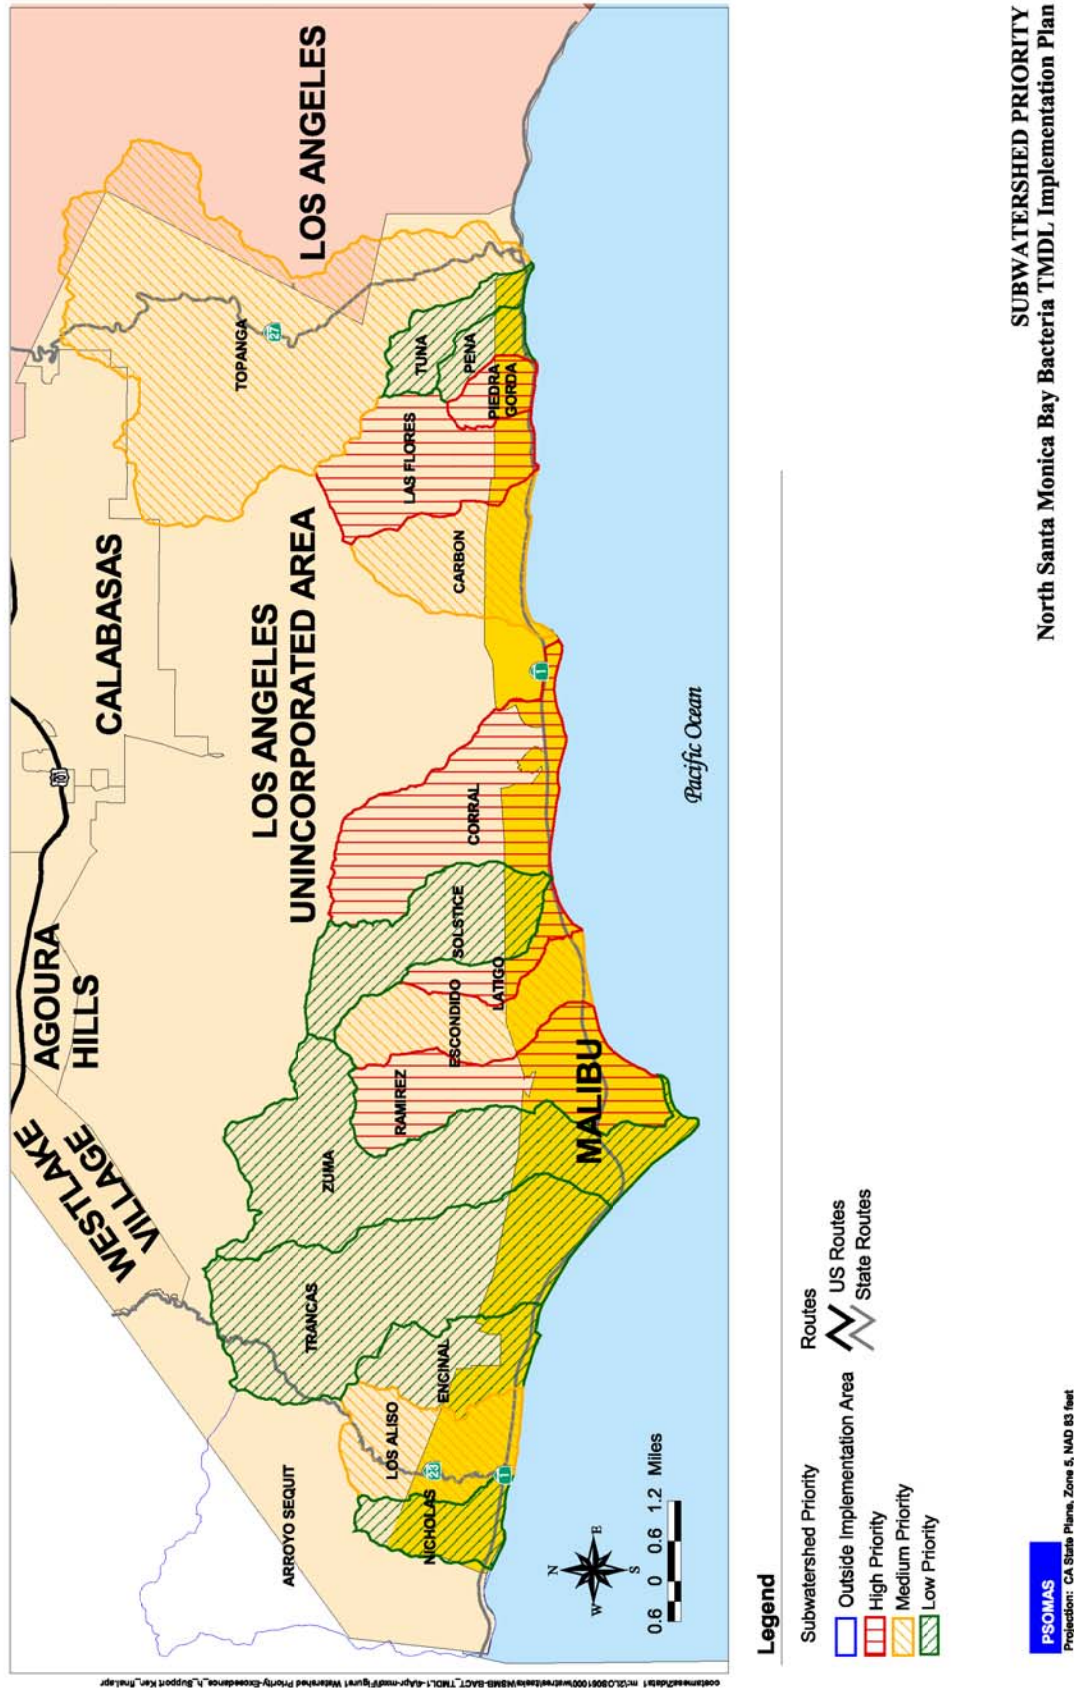 LOS ANGELES
TOPANGA
27
TUNA
PENA
PIEDRA
GORDA
LAS FLORES
CARBON
CALABASAS
LOS ANGELES
UNINCORPORATED AREA
101
1
CORRAL
Pacific Ocean
AGOURA
HILLS
SOLSTICE
LATIGO
ESCONDIDO
RAMIREZ
MALIBU
WESTLAKE
VILLAGE
ZUMA
TRANCAS
ENCINAL
LOS ALISO
23
1
NICHOLAS
ARROYO SEQUIT
N
W
E
S
0.6 0 0.6 1.2 Miles
Legend
Subwatershed Priority
Outside Implementation Area
High Priority
Medium Priority
Low Priority
Routes
US Routes
State Routes
SUBWATERSHED PRIORITY
North Santa Monica Bay Bacteria TMDL Implementation Plan
PSOMAS
Projection: CA State Plane, Zone 5, NAD 83 feet